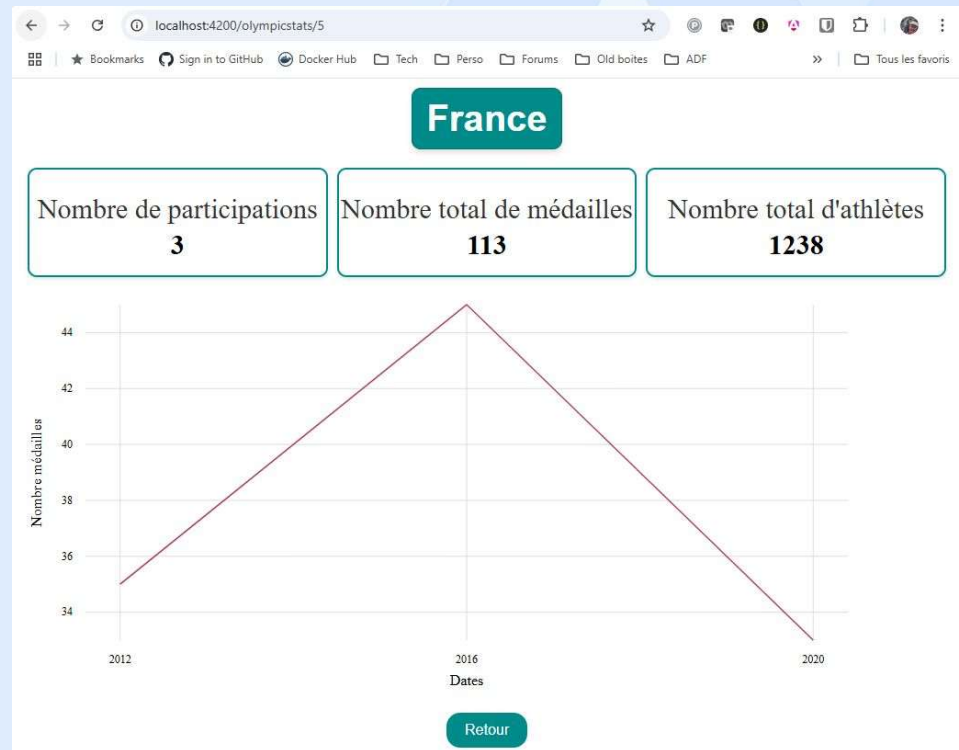 localhost:4200/olympicstats/5
Bookmarks Sign in to GitHub Docker Hub Tech Perso Forums Old boites ADF » Tous les favoris
France
Nombre de participations
3
Nombre total de médailles
113
Nombre total d'athlètes
1238
Nombre médailles
44
42
40
38
36
34
2012 2016 2020
Dates
Retour